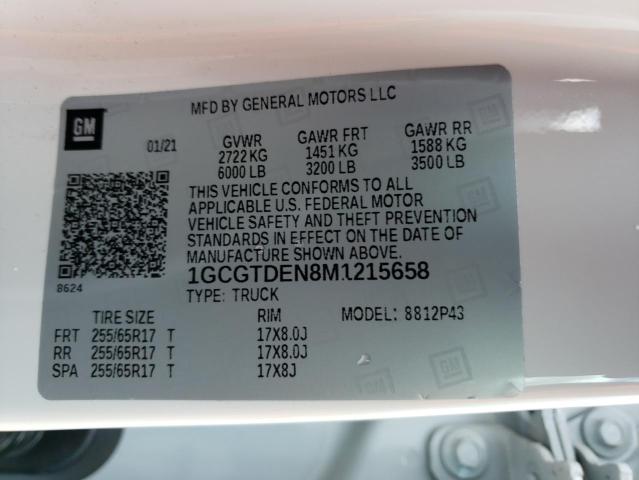 MFD BY GENERAL MOTORS LLC
GM
01/21
GVWR GAWR FRT GAWR RR
2722 KG 1451 KG 1588 KG
6000 LB 3200 LB 3500 LB
THIS VEHICLE CONFORMS TO ALL
APPLICABLE U.S. FEDERAL MOTOR
VEHICLE SAFETY AND THEFT PREVENTION
STANDARDS IN EFFECT ON THE DATE OF
MANUFACTURE SHOWN ABOVE.
8624
1GCGTDEN8M1215658
TYPE: TRUCK
TIRE SIZE RIM MODEL: 8812P43
FRT 255/65R17 T 17X8.0J
RR 255/65R17 T 17X8.0J
SPA 255/65R17 T 17X8J